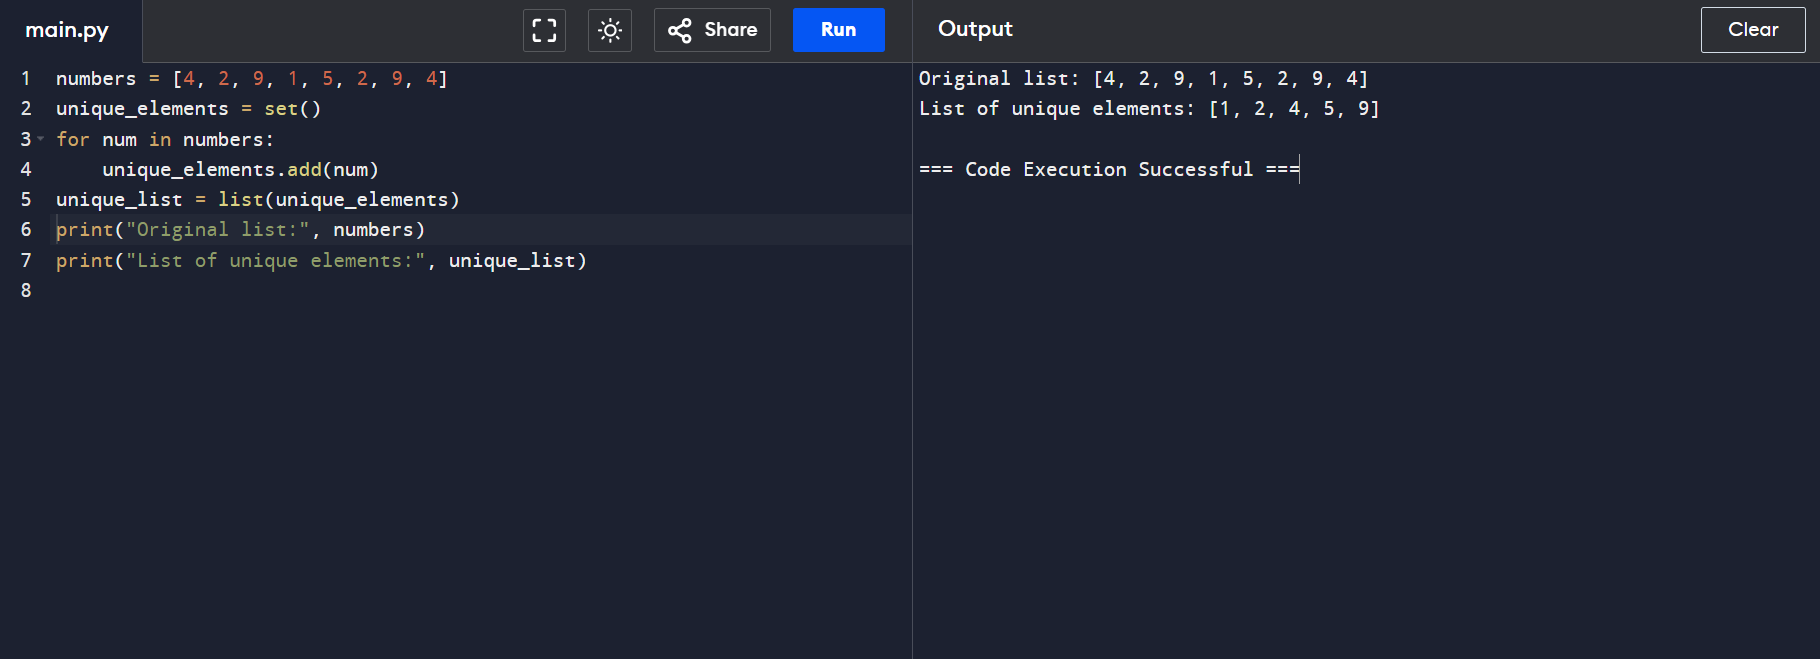 main.py
Share
Run
Output
Clear
1 numbers = [4, 2, 9, 1, 5, 2, 9, 4]
2 unique_elements = set()
3 for num in numbers:
4     unique_elements.add(num)
5 unique_list = list(unique_elements)
6 print("Original list:", numbers)
7 print("List of unique elements:", unique_list)
8
Original list: [4, 2, 9, 1, 5, 2, 9, 4]
List of unique elements: [1, 2, 4, 5, 9]
=== Code Execution Successful ===